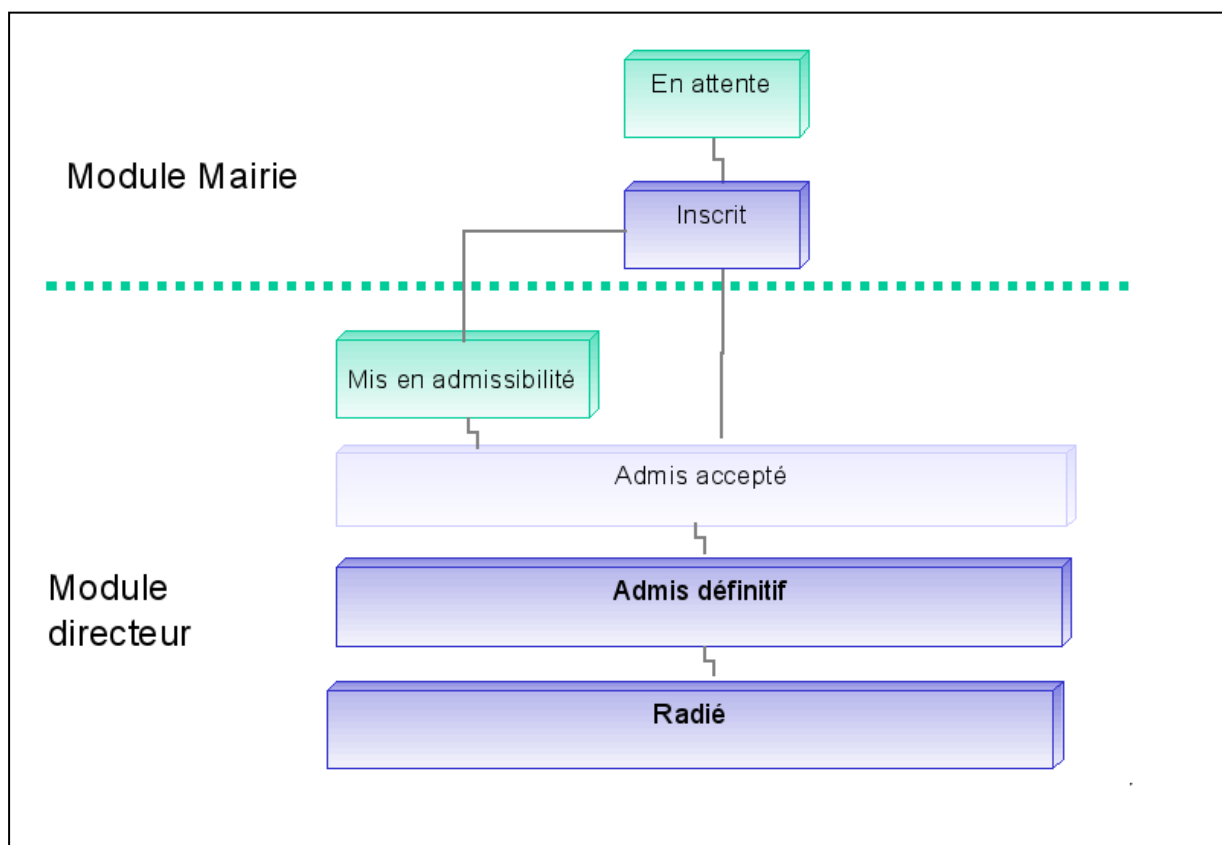 En attente
Module Mairie
Inscrit
Mis en admissibilité
Admis accepté
Module
directeur
Admis définitif
Radié